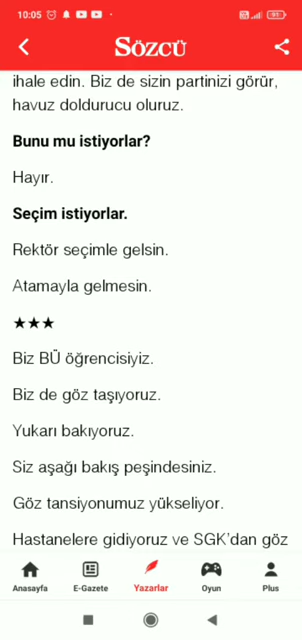 10:05
SÖZCÜ
ihale edin. Biz de sizin partinizi görür,
havuz doldurucu oluruz.
Bunu mu istiyorlar?
Hayır.
Seçim istiyorlar.
Rektör seçimle gelsin.
Atamayla gelmesin.
★★★
Biz BÜ öğrencisiyiz.
Biz de göz taşıyoruz.
Yukarı bakıyoruz.
Siz aşağı bakış peşindesiniz.
Göz tansiyonumuz yükseliyor.
Hastanelere gidiyoruz ve SGK'dan göz
Anasayfa E-Gazete Yazarlar Oyun Plus